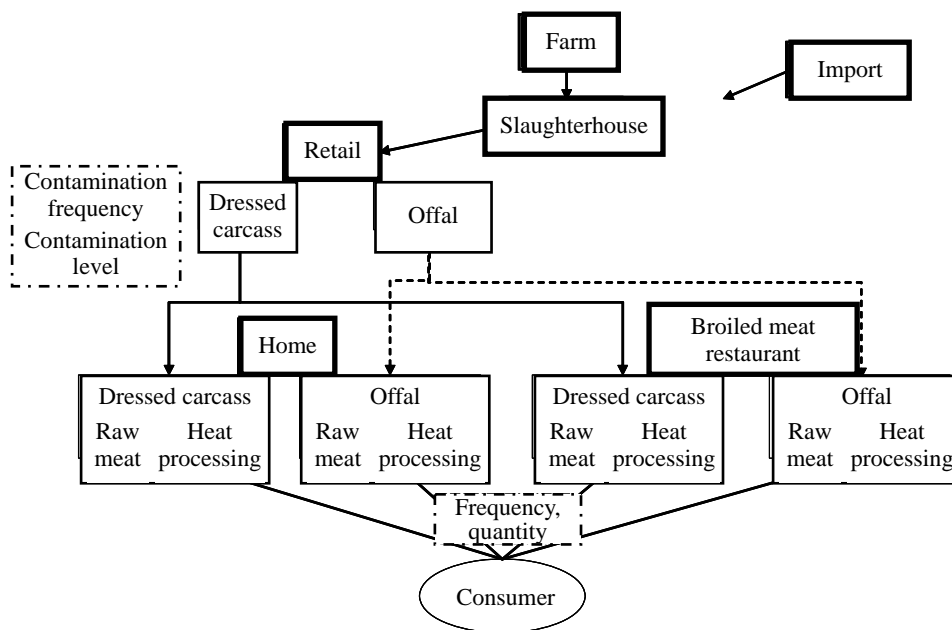 Farm
Import
Slaughterhouse
Retail
Contamination
frequency
Contamination
level
Dressed
carcass
Offal
Home
Broiled meat
restaurant
Dressed carcass
Raw Heat
meat processing
Offal
Raw Heat
meat processing
Dressed carcass
Raw Heat
meat processing
Offal
Raw Heat
meat processing
Frequency,
quantity
Consumer